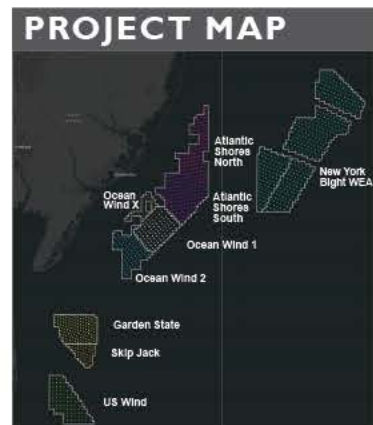 PROJECT MAP
Atlantic
Shores
North
New York
Bight WEA
Ocean
Wind X
Atlantic
Shores
South
Ocean Wind 1
Ocean Wind 2
Garden State
Skip Jack
US Wind